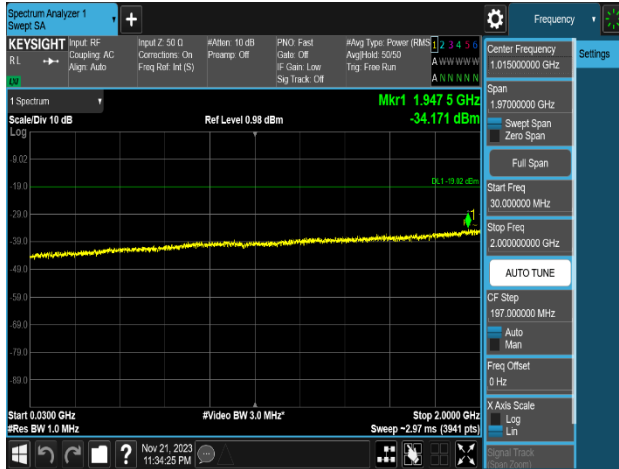 Spectrum Analyzer 1
Swept SA
Frequency
KEYSIGHT
RL
Input: RF
Coupling: AC
Align: Auto
Input Z: 50 Ω
Corrections: On
Freq Ref: Int (S)
#Atten: 10 dB
Preamp: Off
PNO: Fast
Gate: Off
IF Gain: Low
Sig Track: Off
#Avg Type: Power (RMS
Avg|Hold: 50/50
Trig: Free Run
1 2 3 4 5 6
A W W W W W
A N N N N N
Settings
Center Frequency
1.015000000 GHz
Span
1.97000000 GHz
Swept Span
Zero Span
Full Span
Start Freq
30.000000 MHz
Stop Freq
2.000000000 GHz
AUTO TUNE
CF Step
197.000000 MHz
Auto
Man
Freq Offset
0 Hz
X Axis Scale
Log
Lin
Signal Track
(Span Zoom)
1 Spectrum
Scale/Div 10 dB
Ref Level 0.98 dBm
Mkr1 1.947 5 GHz
-34.171 dBm
Log
-9.02
-19.0
-29.0
-39.0
-49.0
-59.0
-69.0
-79.0
-89.0
DL1 -19.02 dBm
1
Start 0.0300 GHz
#Res BW 1.0 MHz
#Video BW 3.0 MHz*
Stop 2.0000 GHz
Sweep ~2.97 ms (3941 pts)
?
Nov 21, 2023
11:34:25 PM